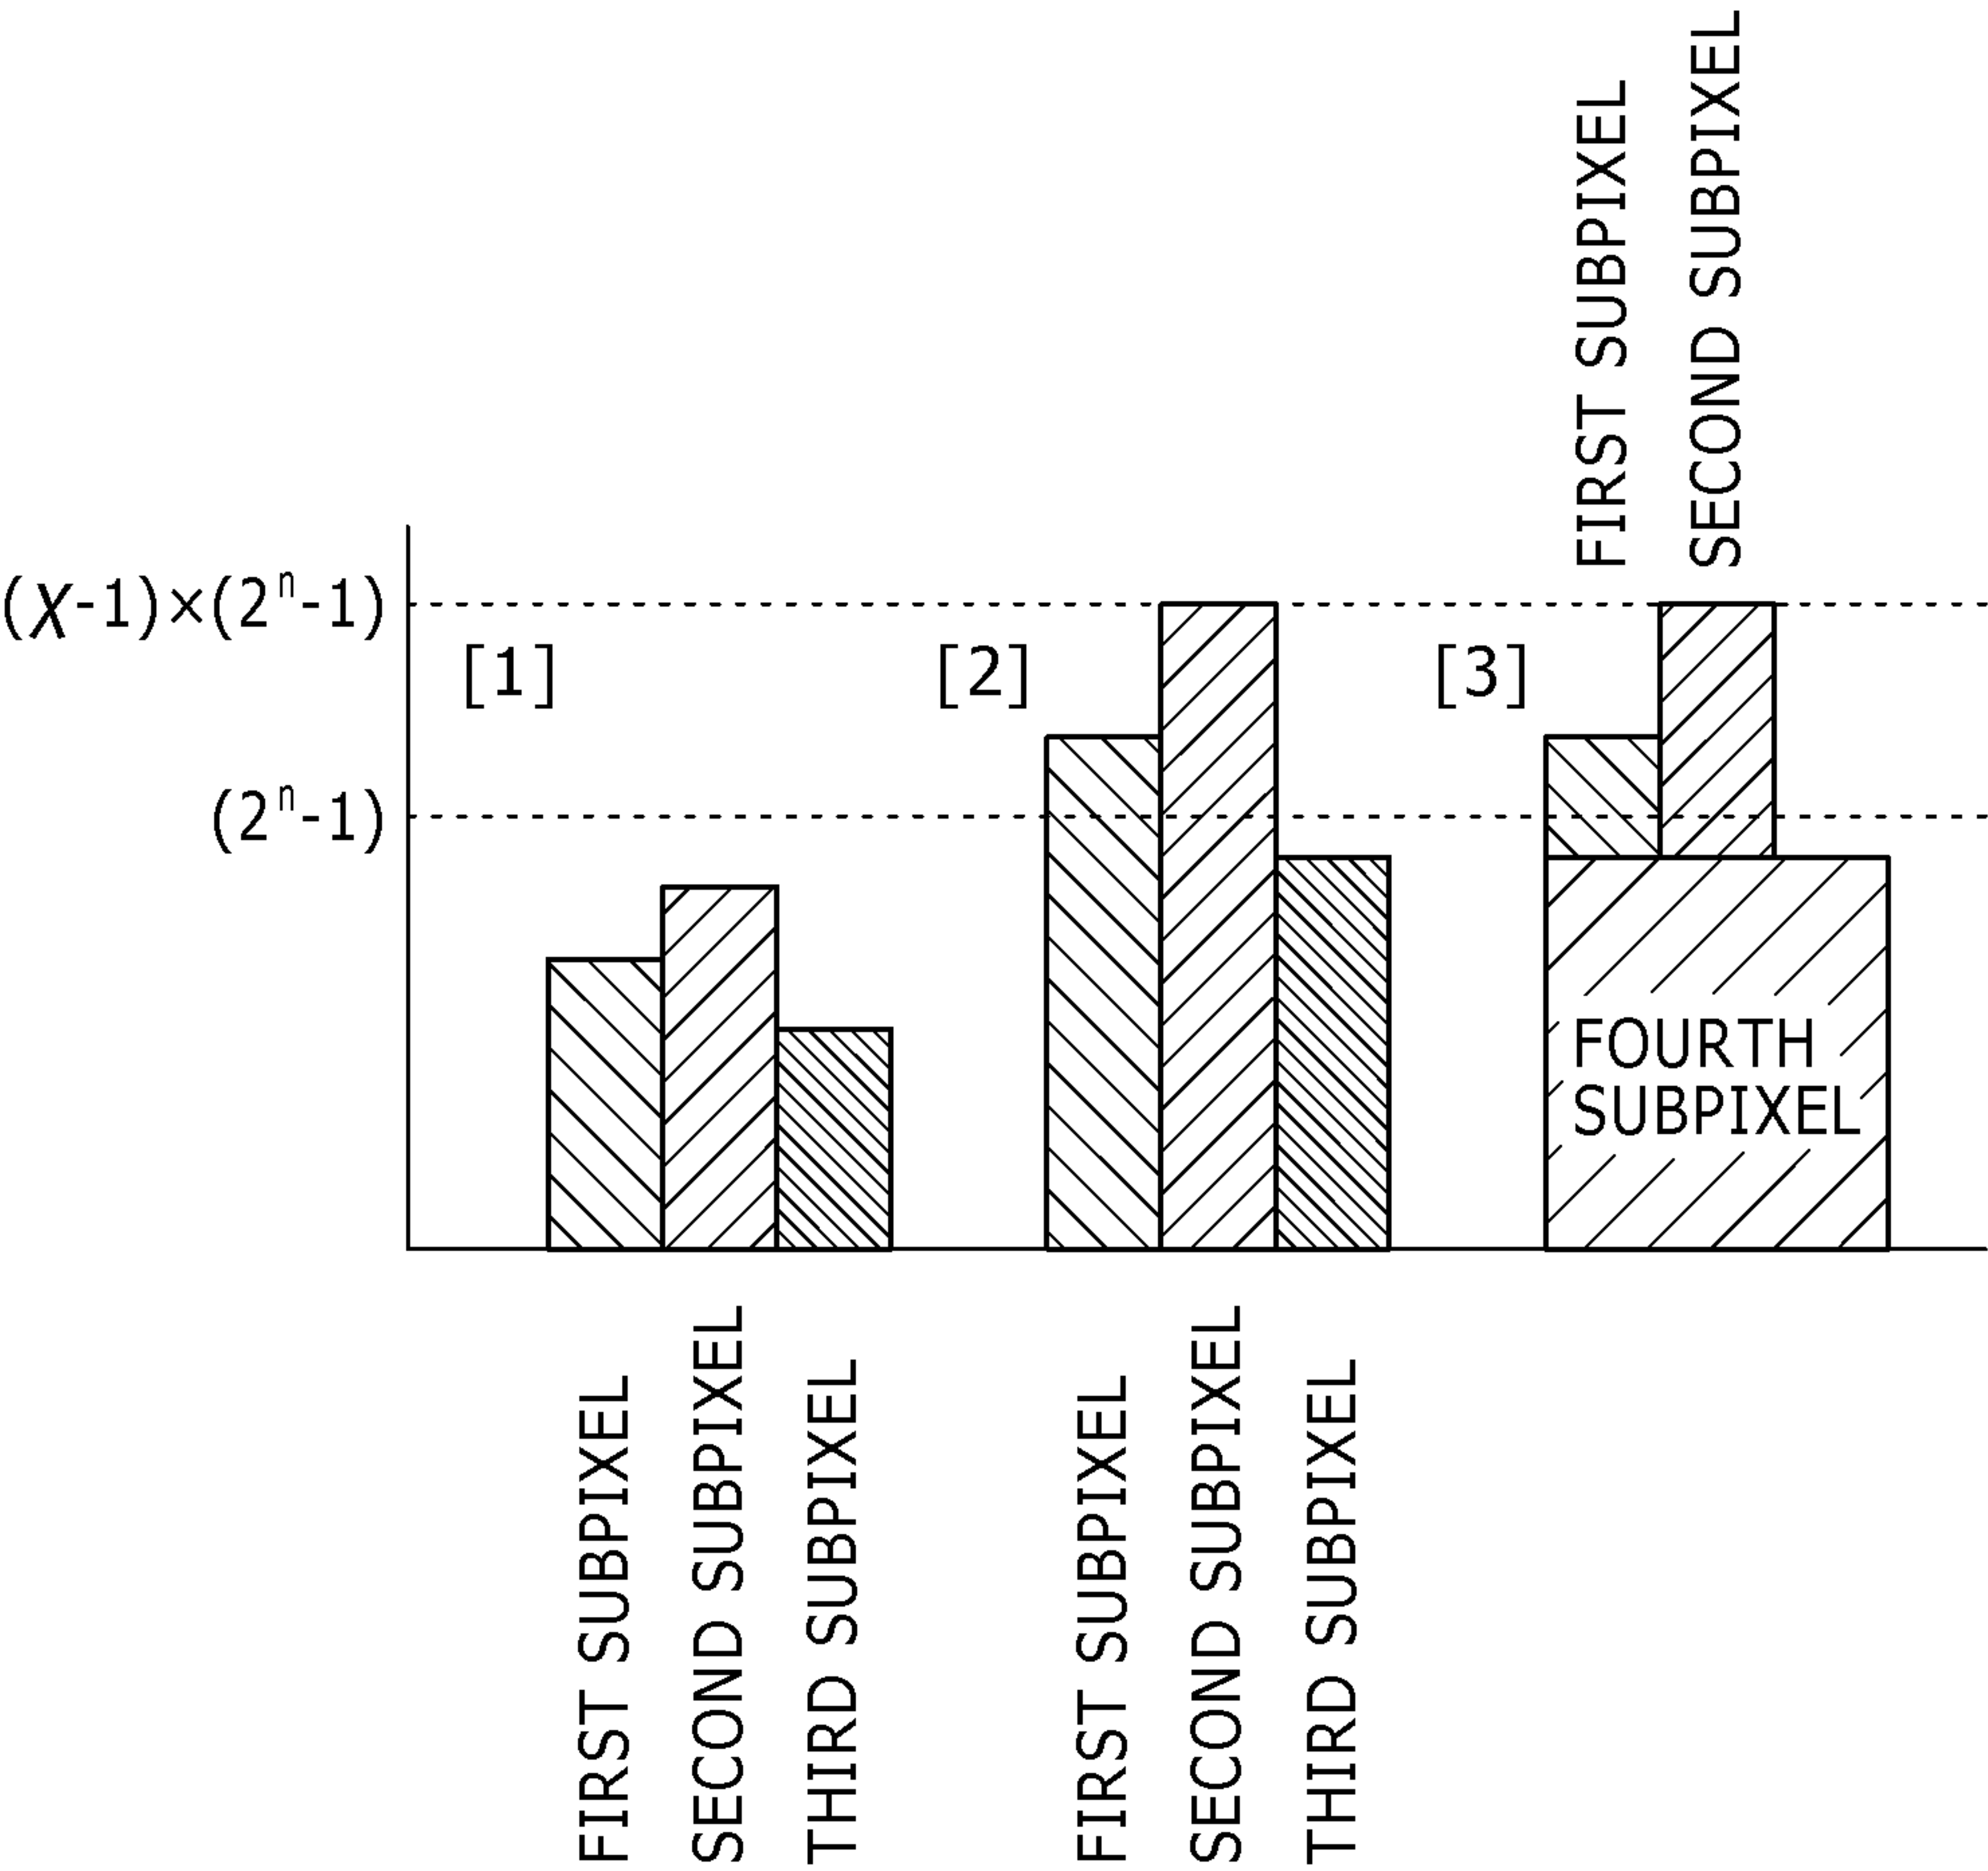 FIRST SUBPIXEL
SECOND SUBPIXEL
(χ-1)×(2ⁿ-1)
[1]
[2]
[3]
(2ⁿ-1)
FOURTH
SUBPIXEL
FIRST SUBPIXEL
SECOND SUBPIXEL
THIRD SUBPIXEL
FIRST SUBPIXEL
SECOND SUBPIXEL
THIRD SUBPIXEL